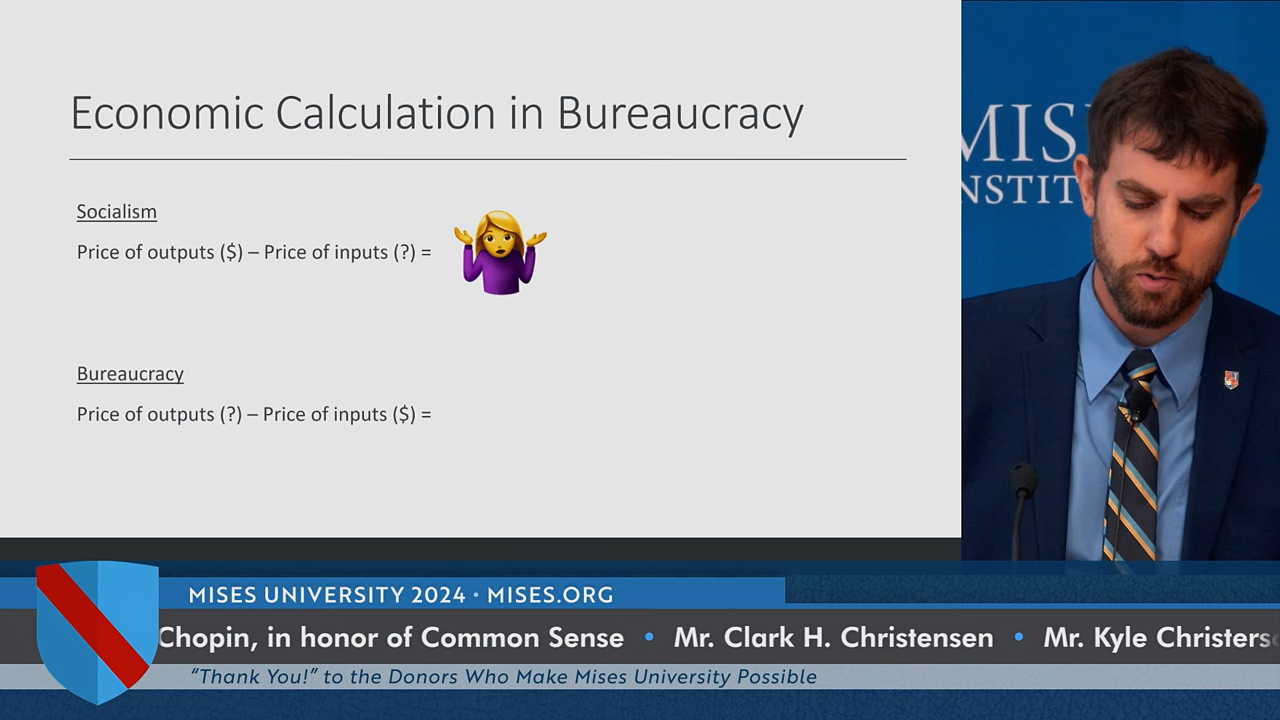 Economic Calculation in Bureaucracy
Socialism
Price of outputs ($) – Price of inputs (?) =
Bureaucracy
Price of outputs (?) – Price of inputs ($) =
MIS
NSTIT
MISES UNIVERSITY 2024 • MISES.ORG
Chopin, in honor of Common Sense • Mr. Clark H. Christensen • Mr. Kyle Christers
“Thank You!” to the Donors Who Make Mises University Possible